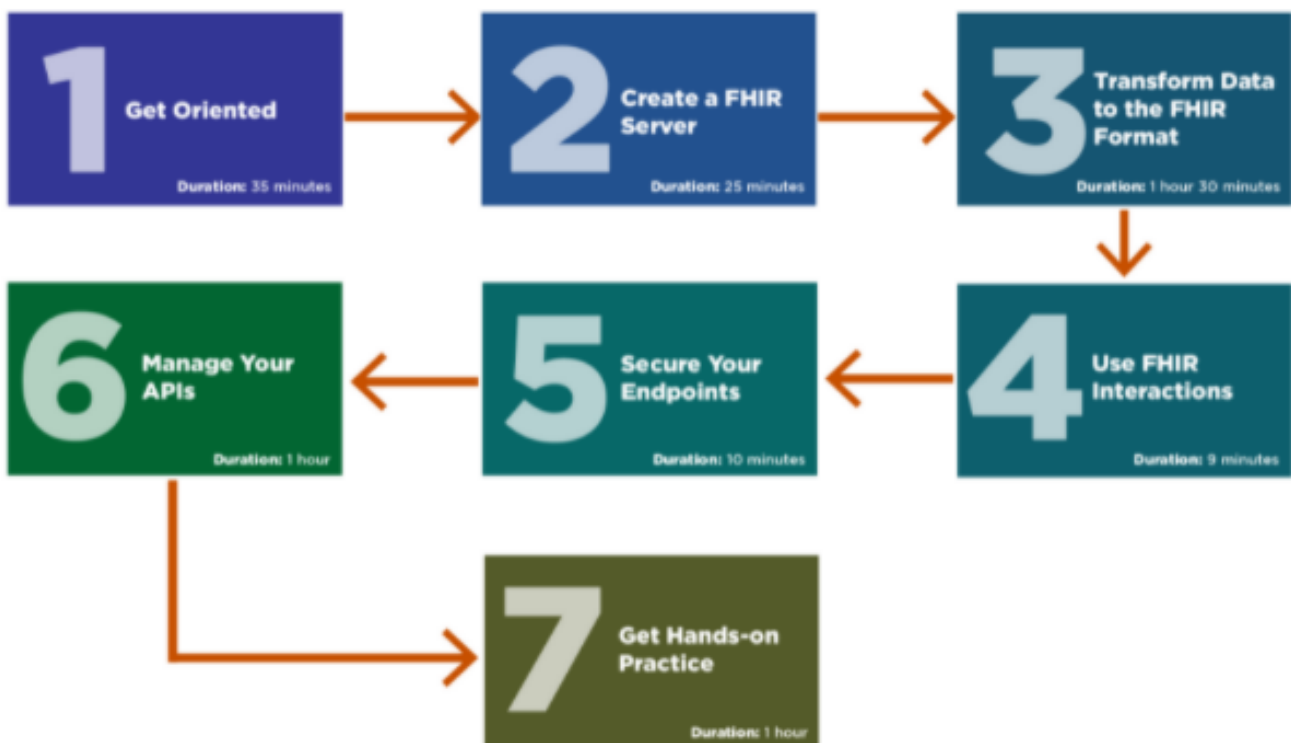 1
Get Oriented
Duration: 35 minutes
2
Create a FHIR
Server
Duration: 25 minutes
3
Transform Data
to the FHIR
Format
Duration: 1 hour 30 minutes
4
Use FHIR
Interactions
Duration: 9 minutes
5
Secure Your
Endpoints
Duration: 10 minutes
6
Manage Your
APIs
Duration: 1 hour
7
Get Hands-on
Practice
Duration: 1 hour